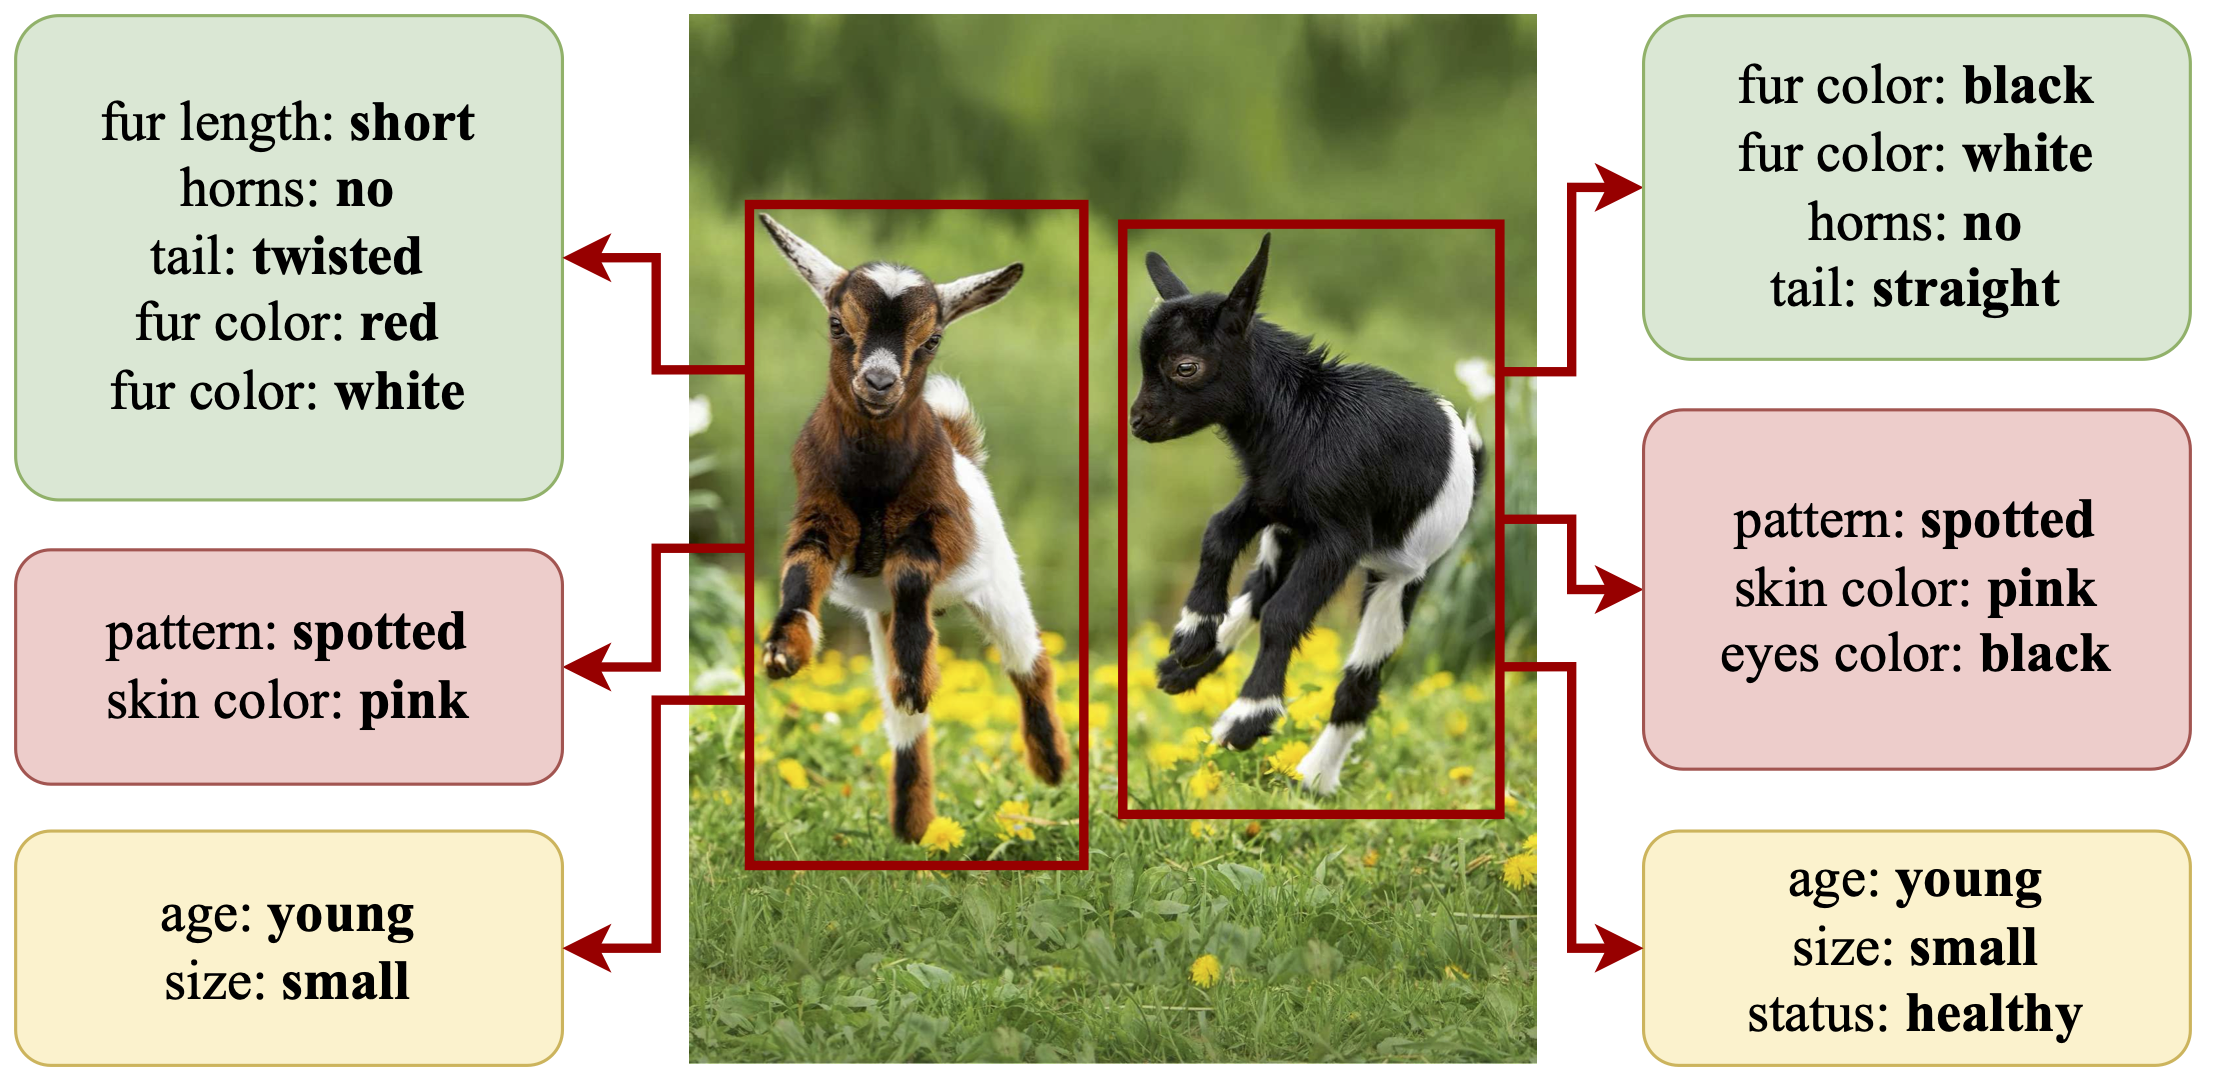 fur length: short
horns: no
tail: twisted
fur color: red
fur color: white
pattern: spotted
skin color: pink
age: young
size: small
fur color: black
fur color: white
horns: no
tail: straight
pattern: spotted
skin color: pink
eyes color: black
age: young
size: small
status: healthy